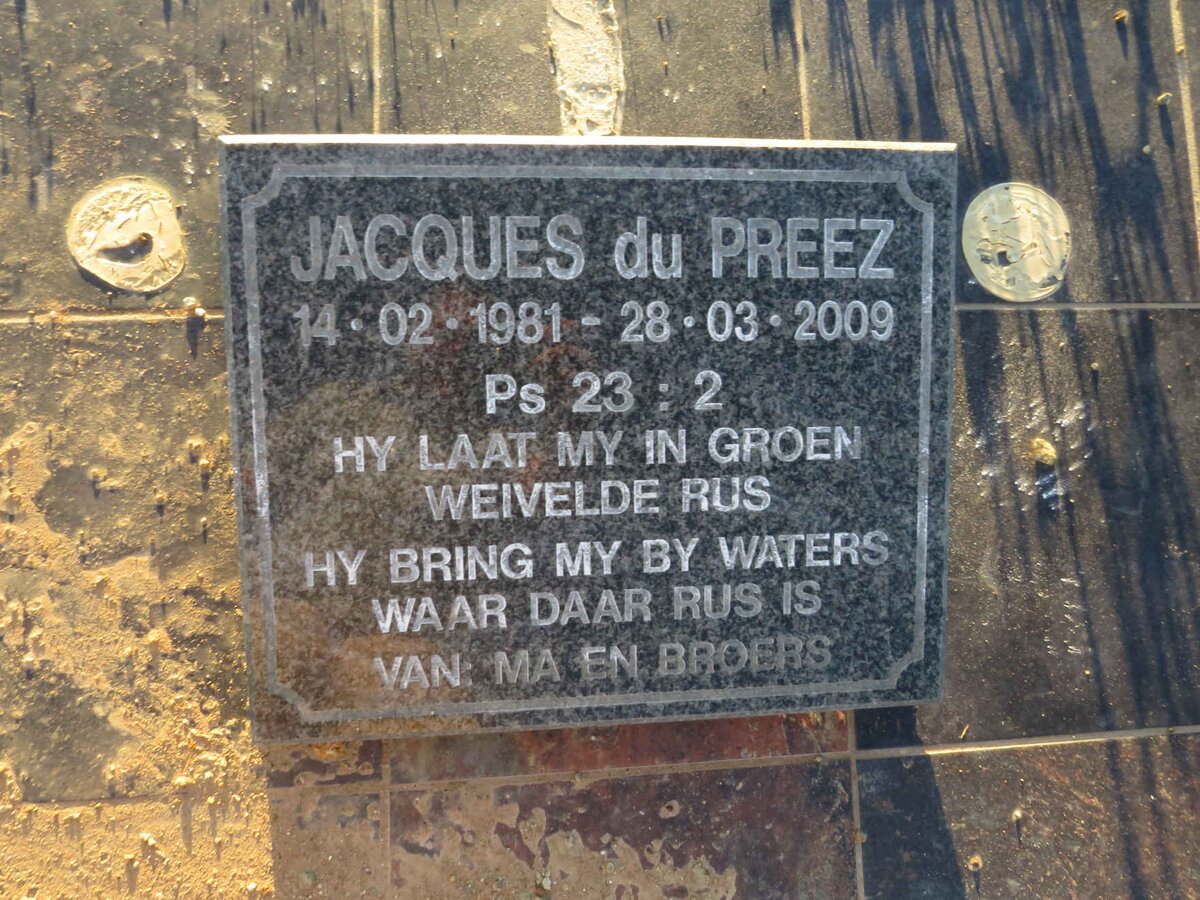 JACQUES du PREEZ
14 · 02 · 1981 - 28 · 03 · 2009
Ps 23 : 2
HY LAAT MY IN GROEN
WEIVELDE RUS
HY BRING MY BY WATERS
WAAR DAAR RUS IS
VAN: MA EN BROERS